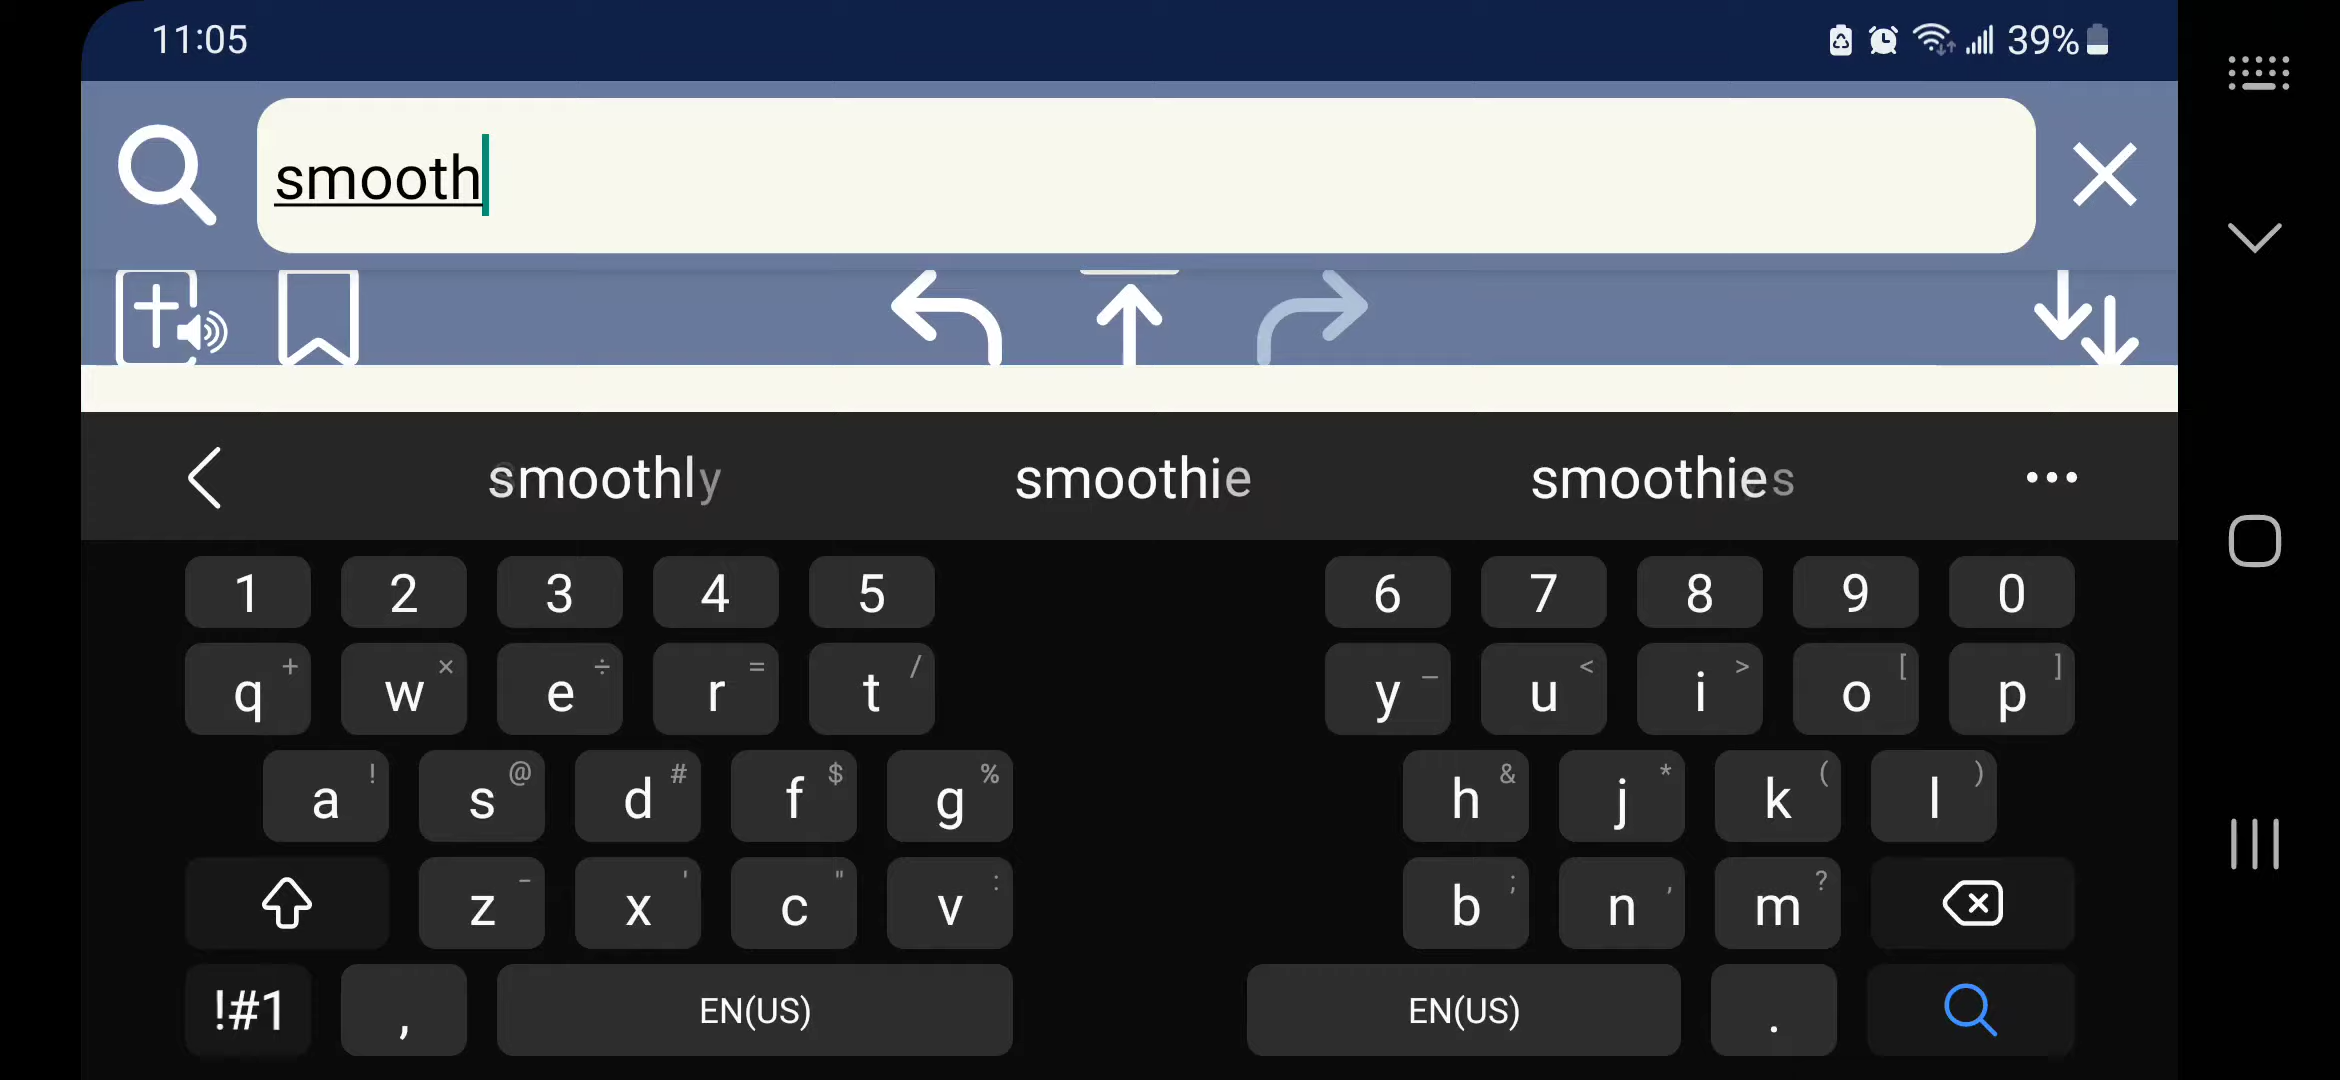 11:05 39%
smooth
smoothly smoothie smoothies ...
1 2 3 4 5 6 7 8 9 0
q + w × e ÷ r = t / y _ u < i > o [ p ]
a ! s @ d # f $ g % h & j * k ( l )
z - x ' c " v : b ; n , m ?
!#1 , EN(US) EN(US) .